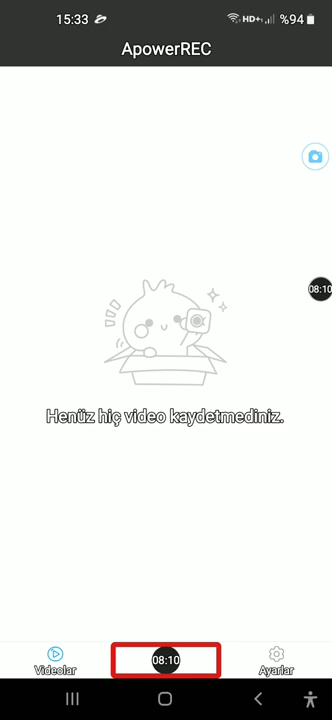 15:33 HD+ %94
ApowerREC
08:10
Henüz hiç video kaydetmediniz.
Videolar 08:10 Ayarlar